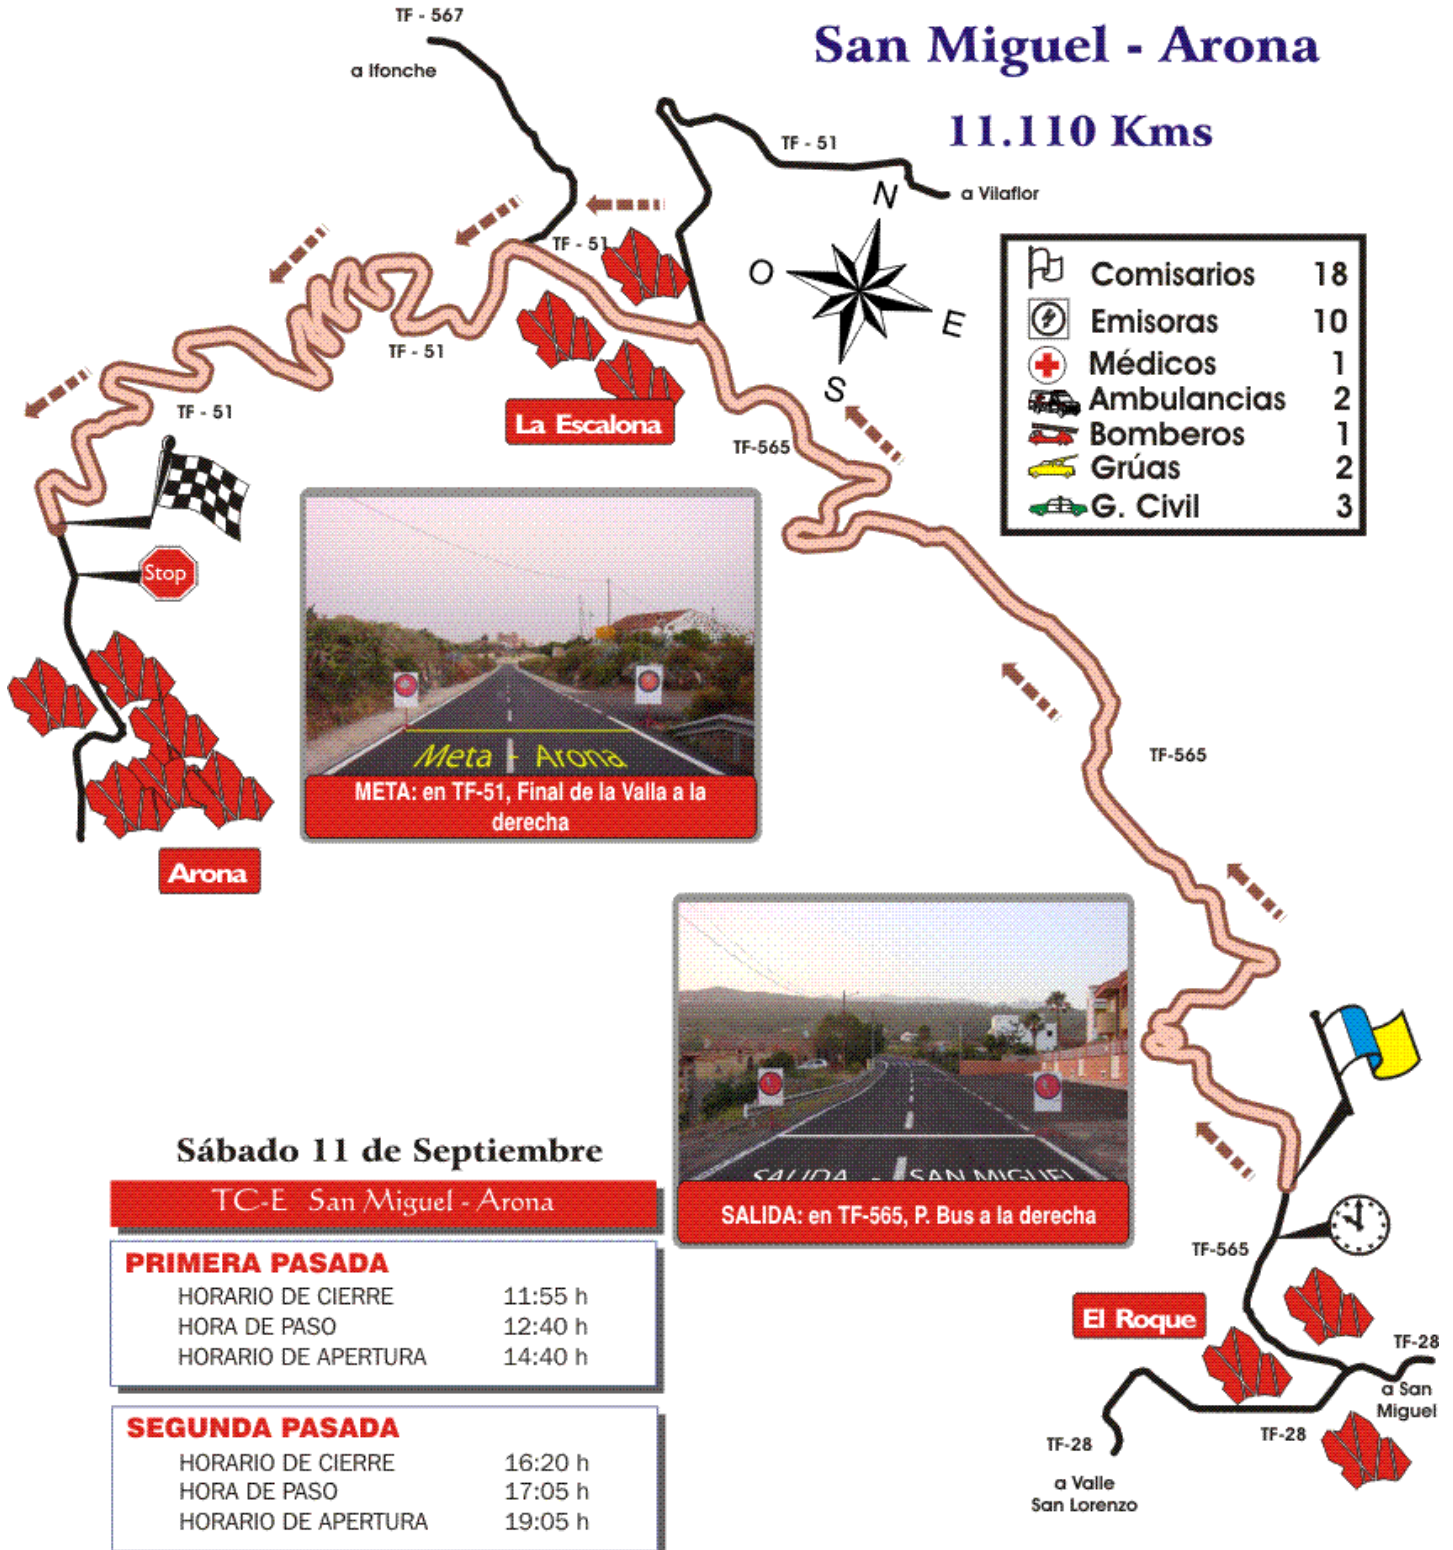 San Miguel - Arona
11.110 Kms
TF - 567
a Ifonche
TF - 51
a Vilaflor
N
O
E
S
Comisarios 18
Emisoras 10
Médicos 1
Ambulancias 2
Bomberos 1
Grúas 2
G. Civil 3
TF - 51
TF - 51
TF - 51
La Escalona
TF-565
Stop
Meta - Arona
META: en TF-51, Final de la Valla a la
derecha
Arona
TF-565
SALIDA - SAN MIGUEL
SALIDA: en TF-565, P. Bus a la derecha
TF-565
El Roque
TF-28
a San
Miguel
TF-28
TF-28
a Valle
San Lorenzo
Sábado 11 de Septiembre
TC-E San Miguel - Arona
PRIMERA PASADA
HORARIO DE CIERRE 11:55 h
HORA DE PASO 12:40 h
HORARIO DE APERTURA 14:40 h
SEGUNDA PASADA
HORARIO DE CIERRE 16:20 h
HORA DE PASO 17:05 h
HORARIO DE APERTURA 19:05 h